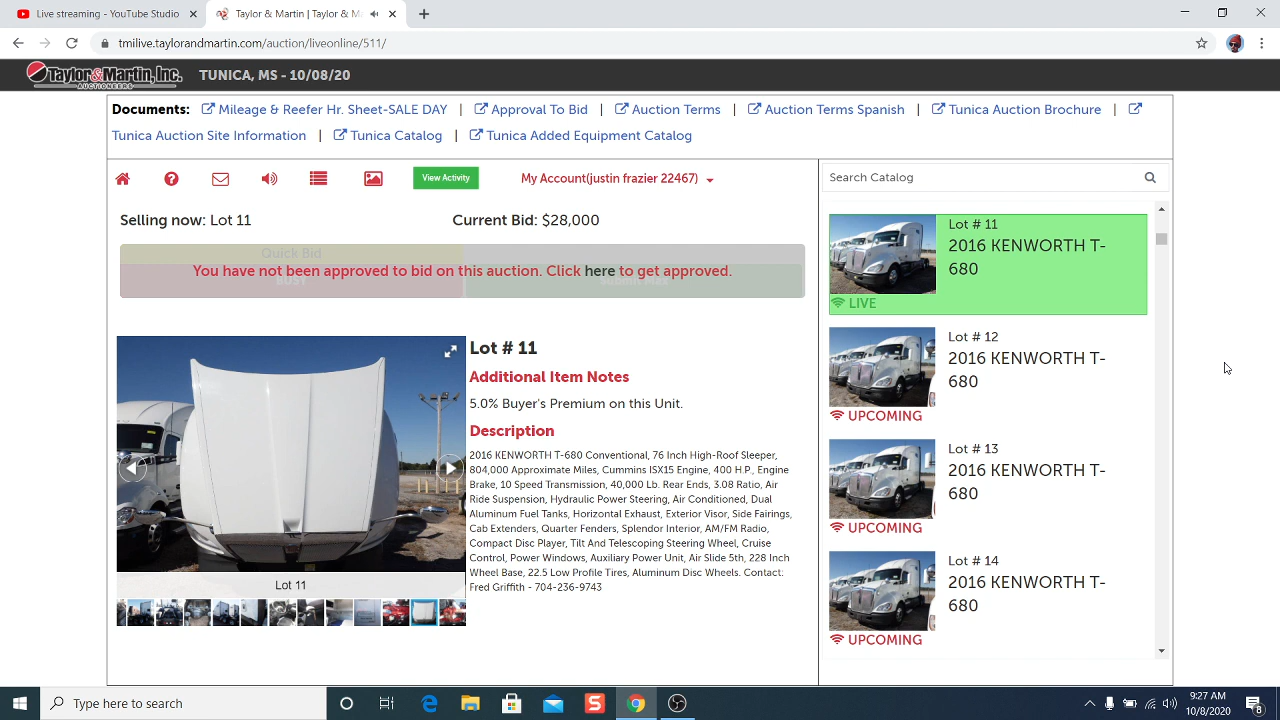 Live streaming - YouTube Studio
Taylor & Martin | Taylor & M
tmilive.taylorandmartin.com/auction/liveonline/511/
Taylor&Martin, Inc.
AUCTIONEERS
TUNICA, MS - 10/08/20
Documents: Mileage & Reefer Hr. Sheet-SALE DAY | Approval To Bid | Auction Terms | Auction Terms Spanish | Tunica Auction Brochure |
Tunica Auction Site Information | Tunica Catalog | Tunica Added Equipment Catalog
View Activity
My Account(justin frazier 22467)
Search Catalog
Selling now: Lot 11
Current Bid: $28,000
Quick Bid
You have not been approved to bid on this auction. Click here to get approved.
Submit Max
Lot # 11
Additional Item Notes
5.0% Buyer's Premium on this Unit.
Description
2016 KENWORTH T-680 Conventional, 76 Inch High-Roof Sleeper,
804,000 Approximate Miles, Cummins ISX15 Engine, 400 H.P., Engine
Brake, 10 Speed Transmission, 40,000 Lb. Rear Ends, 3.08 Ratio, Air
Ride Suspension, Hydraulic Power Steering, Air Conditioned, Dual
Aluminum Fuel Tanks, Horizontal Exhaust, Exterior Visor, Side Fairings,
Cab Extenders, Quarter Fenders, Splendor Interior, AM/FM Radio,
Compact Disc Player, Tilt And Telescoping Steering Wheel, Cruise
Control, Power Windows, Auxiliary Power Unit, Air Slide 5th, 228 Inch
Wheel Base, 22.5 Low Profile Tires, Aluminum Disc Wheels. Contact:
Fred Griffith - 704-236-9743
Lot 11
Lot # 11
2016 KENWORTH T-
680
LIVE
Lot # 12
2016 KENWORTH T-
680
UPCOMING
Lot # 13
2016 KENWORTH T-
680
UPCOMING
Lot # 14
2016 KENWORTH T-
680
UPCOMING
Type here to search
S
9:27 AM
10/8/2020
8